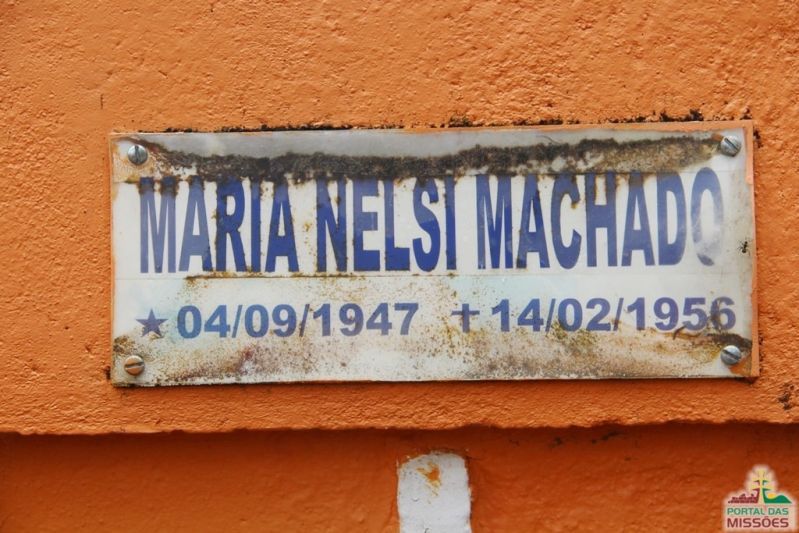 MARIA NELSI MACHADO
★ 04/09/1947 ✝ 14/02/1956
PORTAL DAS
MISSÕES